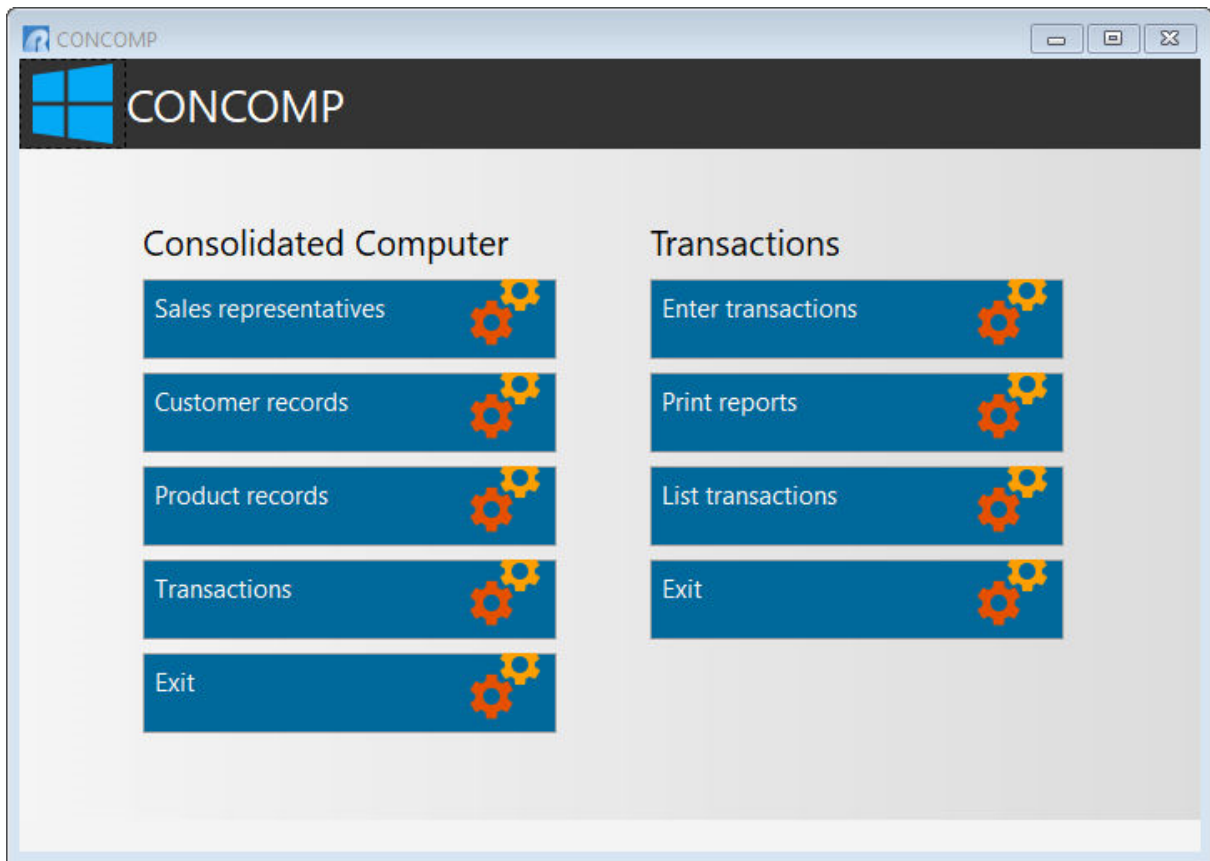 CONCOMP
CONCOMP
Consolidated Computer
Sales representatives
Customer records
Product records
Transactions
Exit
Transactions
Enter transactions
Print reports
List transactions
Exit